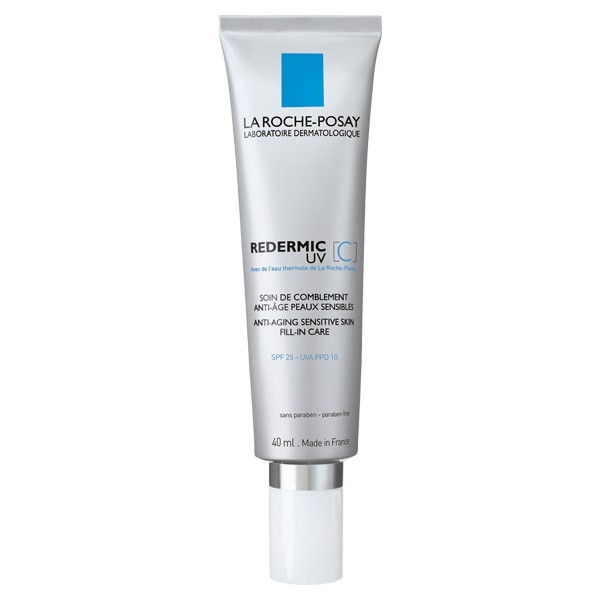 LA ROCHE-POSAY
LABORATOIRE DERMATOLOGIQUE
REDERMIC [C]
UV
Avec de l'eau thermale de La Roche-Posay
SOIN DE COMBLEMENT
ANTI-ÂGE PEAUX SENSIBLES
ANTI-AGING SENSITIVE SKIN
FILL-IN CARE
SPF 25 – UVA PPD 10
sans paraben - paraben-free
40 ml . Made in France